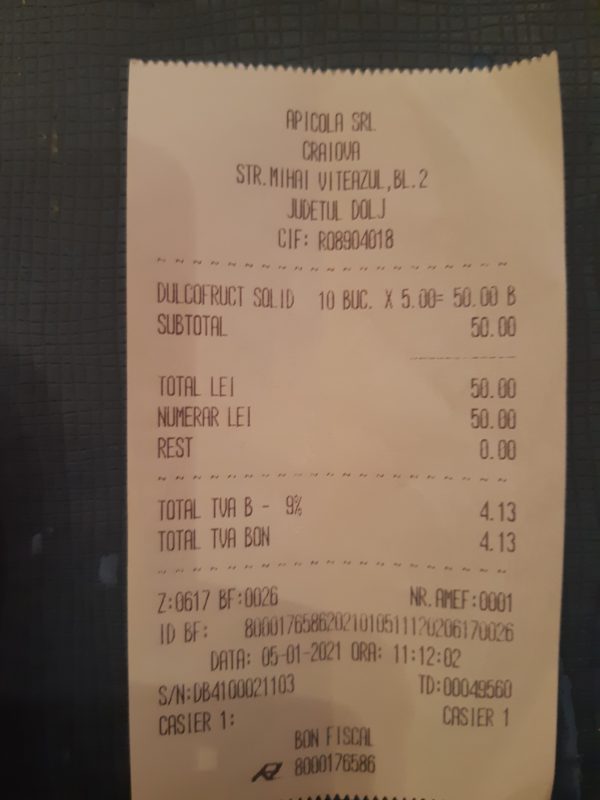 APICOLA SRL
CRAIOVA
STR.MIHAI VITEAZUL,BL.2
JUDETUL DOLJ
CIF: RO8904018
DULCOFRUCT SOLID 10 BUC. X 5.00= 50.00 B
SUBTOTAL 50.00
TOTAL LEI 50.00
NUMERAR LEI 50.00
REST 0.00
TOTAL TVA B - 9% 4.13
TOTAL TVA BON 4.13
Z:0617 BF:0026 NR.AMEF:0001
ID BF: 80001765862021010511120206170026
DATA: 05-01-2021 ORA: 11:12:02
S/N:DB4100021103 TD:00049560
CASIER 1: CASIER 1
BON FISCAL
8000176586